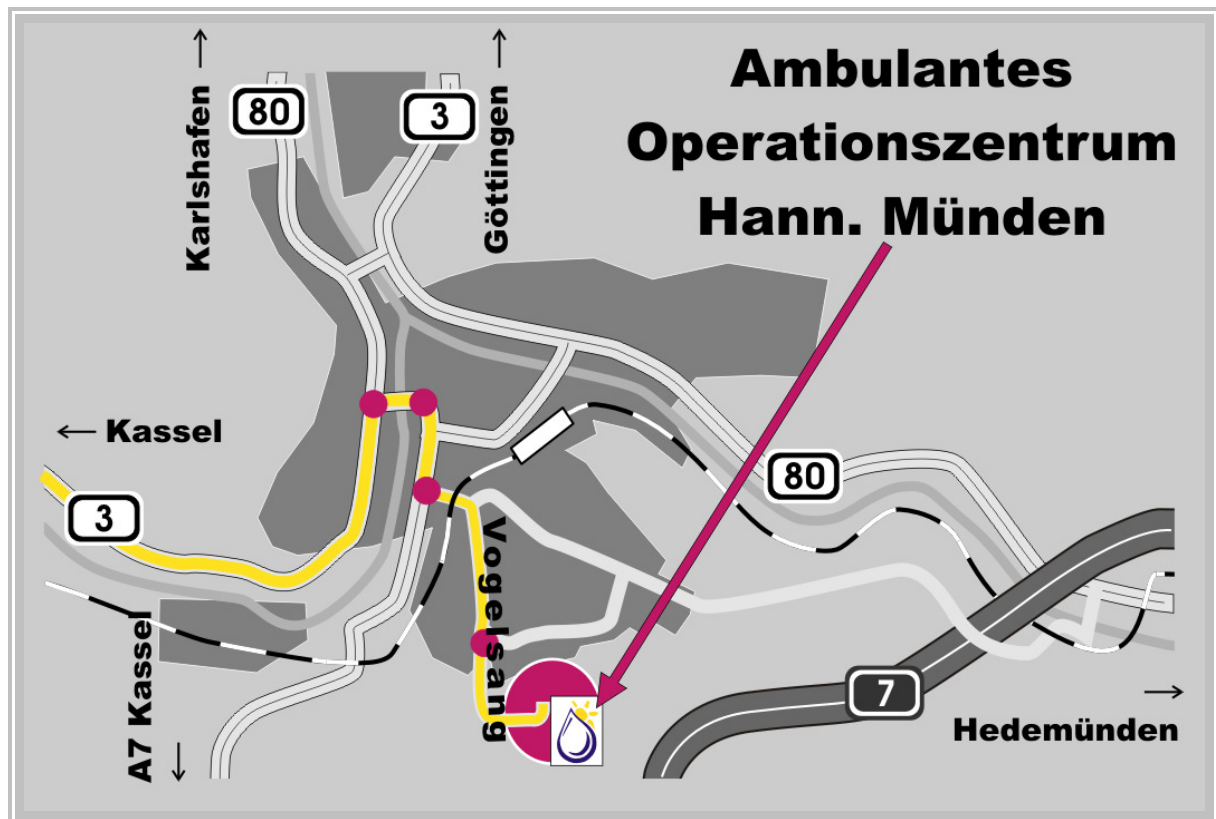 Ambulantes
Operationszentrum
Hann. Münden
Karlshafen
80
Göttingen
3
Kassel
3
80
Vogelsang
A7 Kassel
7
Hedemünden